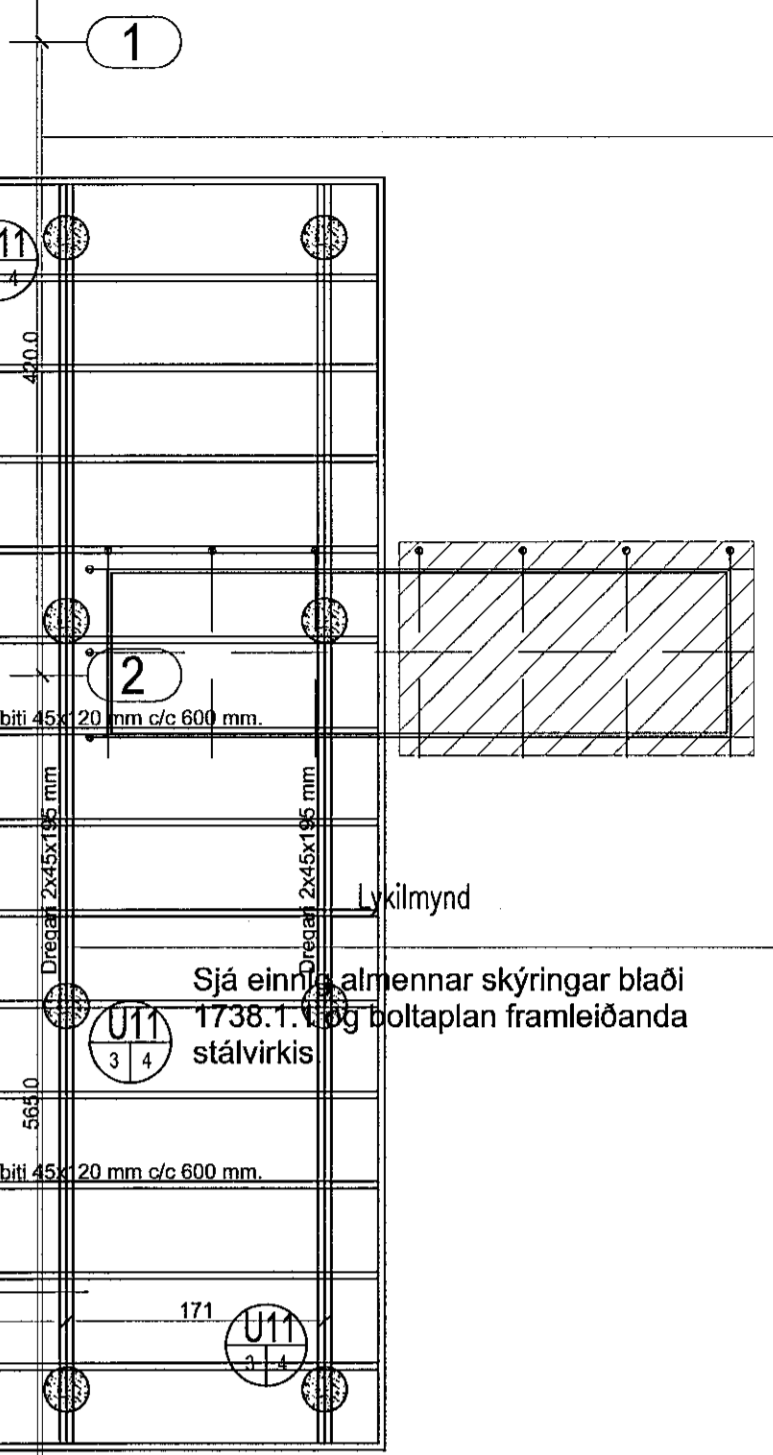 1
11
4
420.0
2
biti 45x120 mm c/c 600 mm.
Dregari 2x45x195 mm
Dregari 2x45x195 mm
Lykilmynd
Sjá einnig almennar skýringar blaði
1738.1.1 og boltaplan framleiðanda
stálvirkis.
U11
3 4
565.0
biti 45x120 mm c/c 600 mm.
171
U11
3 4